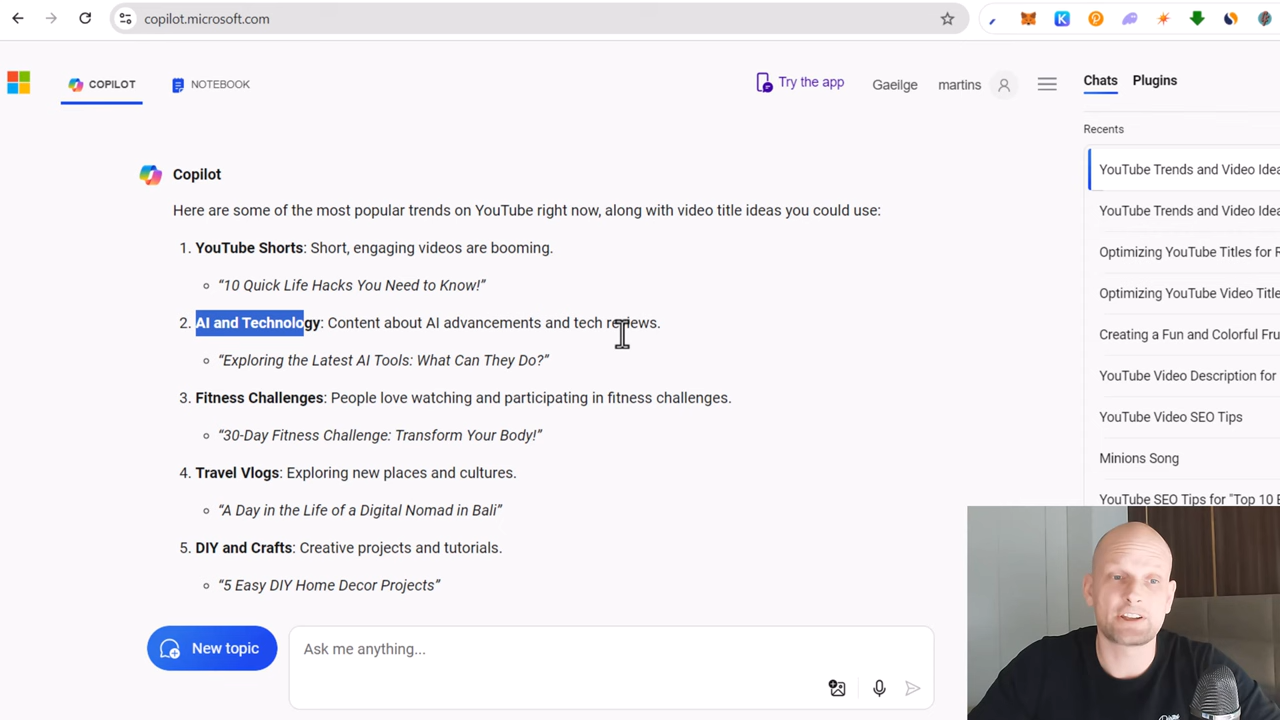 copilot.microsoft.com
COPILOT
NOTEBOOK
Try the app
Gaeilge
martins
Chats
Plugins
Recents
YouTube Trends and Video Idea
YouTube Trends and Video Idea
Optimizing YouTube Titles for R
Optimizing YouTube Video Title
Creating a Fun and Colorful Fru
YouTube Video Description for
YouTube Video SEO Tips
Minions Song
YouTube SEO Tips for "Top 10 B
Copilot
Here are some of the most popular trends on YouTube right now, along with video title ideas you could use:
1. YouTube Shorts: Short, engaging videos are booming.
“10 Quick Life Hacks You Need to Know!”
2. AI and Technology: Content about AI advancements and tech reviews.
“Exploring the Latest AI Tools: What Can They Do?”
3. Fitness Challenges: People love watching and participating in fitness challenges.
“30-Day Fitness Challenge: Transform Your Body!”
4. Travel Vlogs: Exploring new places and cultures.
“A Day in the Life of a Digital Nomad in Bali”
5. DIY and Crafts: Creative projects and tutorials.
“5 Easy DIY Home Decor Projects”
New topic
Ask me anything...